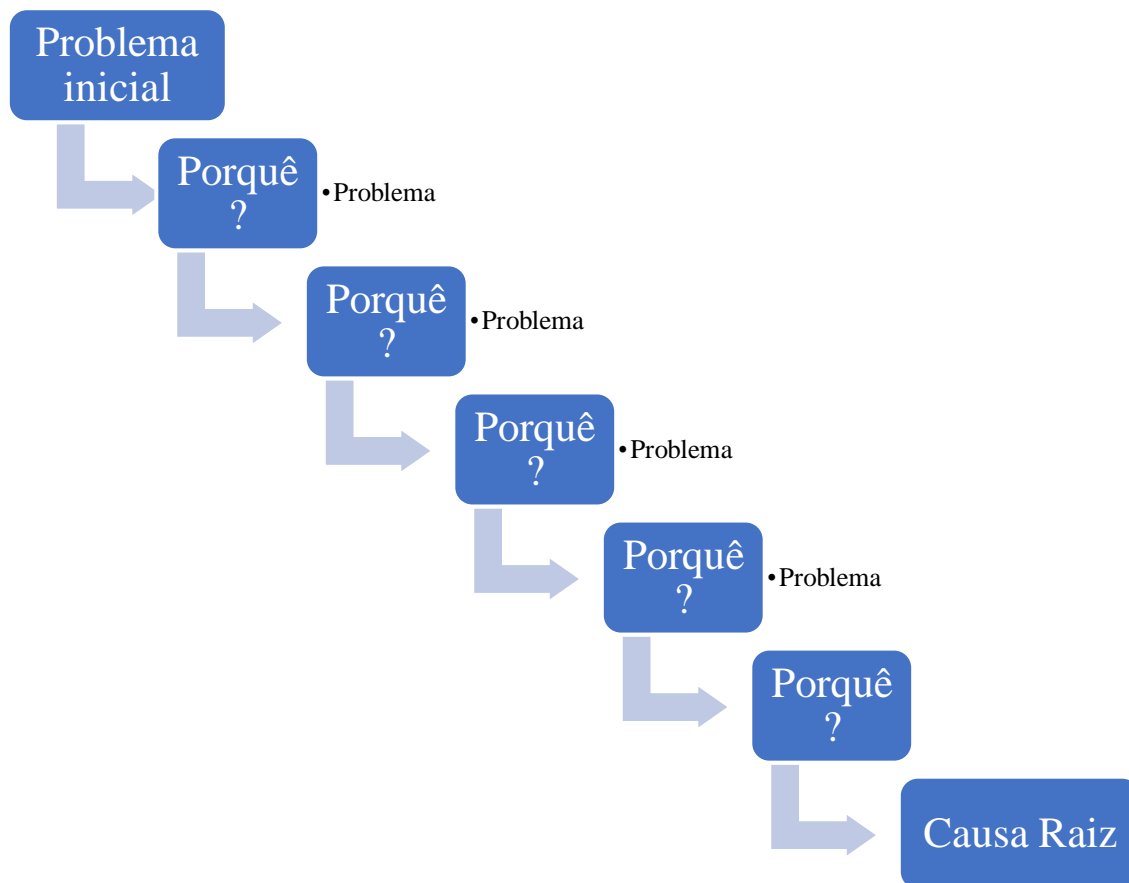 Problema
inicial
Porquê
?
•Problema
Porquê
?
•Problema
Porquê
?
•Problema
Porquê
?
•Problema
Porquê
?
Causa Raiz